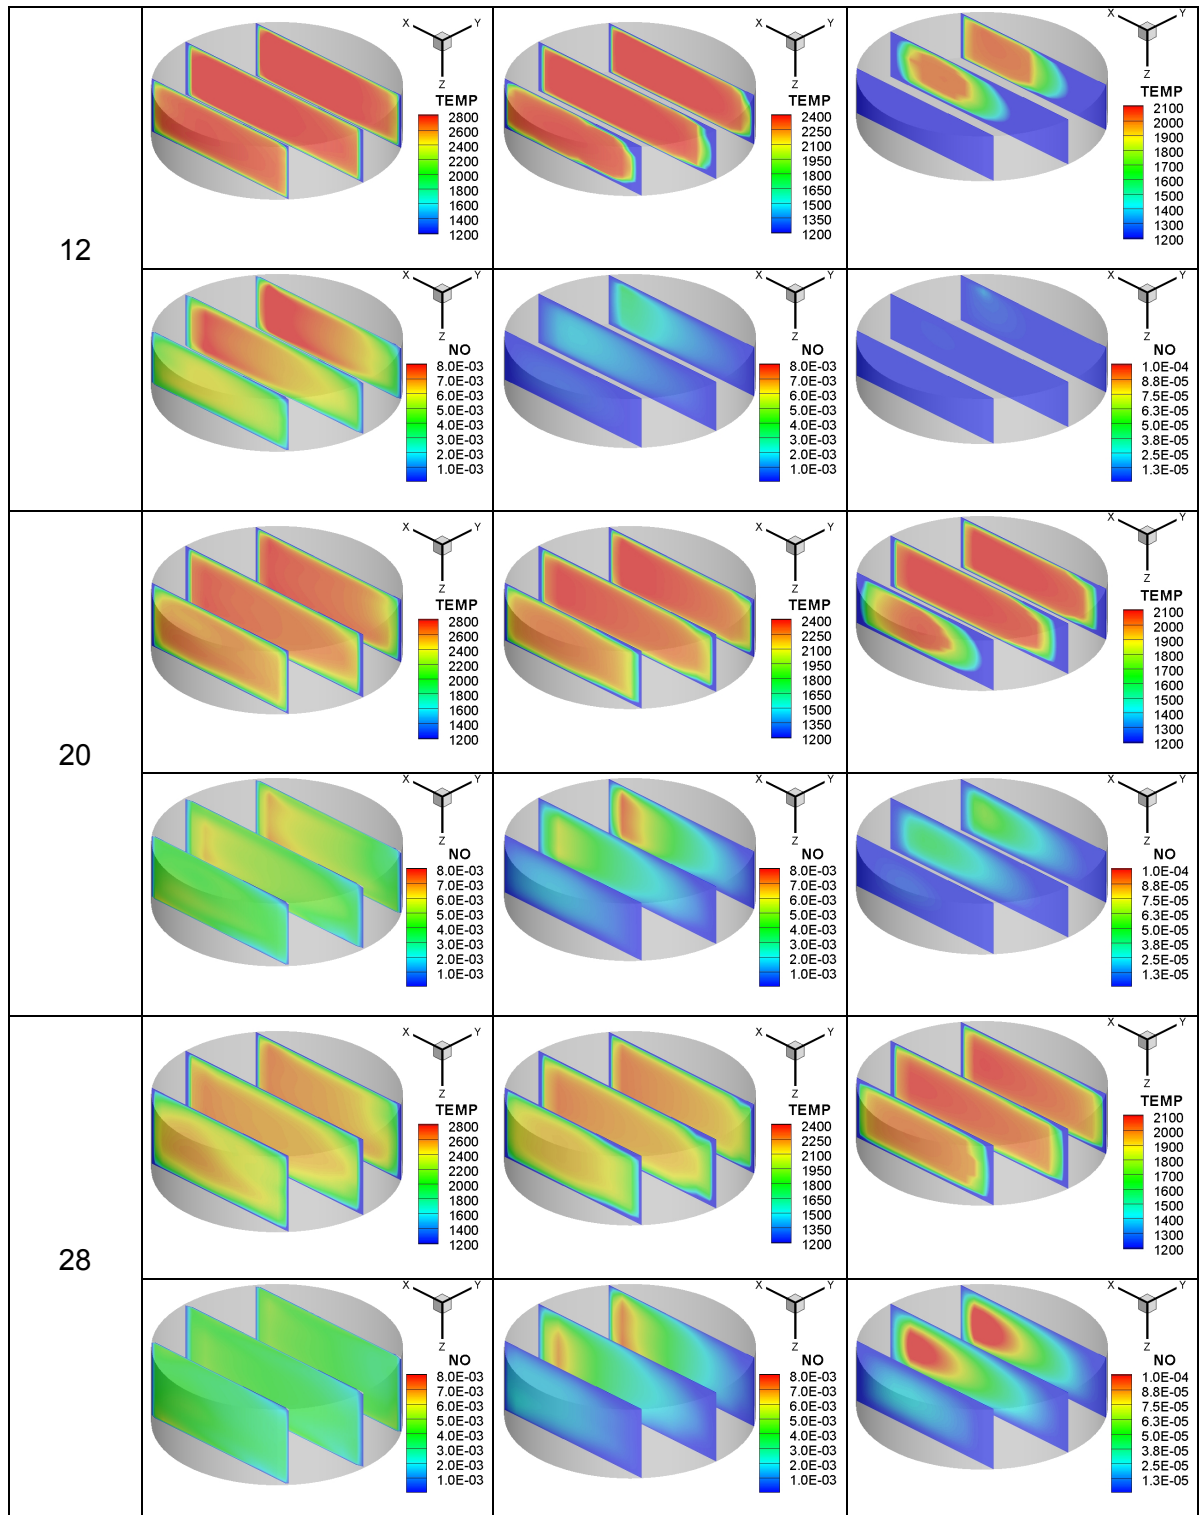 12
X Y
Z
TEMP
2800
2600
2400
2200
2000
1800
1600
1400
1200
X Y
Z
TEMP
2400
2250
2100
1950
1800
1650
1500
1350
1200
X Y
Z
TEMP
2100
2000
1900
1800
1700
1600
1500
1400
1300
1200
X Y
Z
NO
8.0E-03
7.0E-03
6.0E-03
5.0E-03
4.0E-03
3.0E-03
2.0E-03
1.0E-03
X Y
Z
NO
8.0E-03
7.0E-03
6.0E-03
5.0E-03
4.0E-03
3.0E-03
2.0E-03
1.0E-03
X Y
Z
NO
1.0E-04
8.8E-05
7.5E-05
6.3E-05
5.0E-05
3.8E-05
2.5E-05
1.3E-05
20
X Y
Z
TEMP
2800
2600
2400
2200
2000
1800
1600
1400
1200
X Y
Z
TEMP
2400
2250
2100
1950
1800
1650
1500
1350
1200
X Y
Z
TEMP
2100
2000
1900
1800
1700
1600
1500
1400
1300
1200
X Y
Z
NO
8.0E-03
7.0E-03
6.0E-03
5.0E-03
4.0E-03
3.0E-03
2.0E-03
1.0E-03
X Y
Z
NO
8.0E-03
7.0E-03
6.0E-03
5.0E-03
4.0E-03
3.0E-03
2.0E-03
1.0E-03
X Y
Z
NO
1.0E-04
8.8E-05
7.5E-05
6.3E-05
5.0E-05
3.8E-05
2.5E-05
1.3E-05
28
X Y
Z
TEMP
2800
2600
2400
2200
2000
1800
1600
1400
1200
X Y
Z
TEMP
2400
2250
2100
1950
1800
1650
1500
1350
1200
X Y
Z
TEMP
2100
2000
1900
1800
1700
1600
1500
1400
1300
1200
X Y
Z
NO
8.0E-03
7.0E-03
6.0E-03
5.0E-03
4.0E-03
3.0E-03
2.0E-03
1.0E-03
X Y
Z
NO
8.0E-03
7.0E-03
6.0E-03
5.0E-03
4.0E-03
3.0E-03
2.0E-03
1.0E-03
X Y
Z
NO
1.0E-04
8.8E-05
7.5E-05
6.3E-05
5.0E-05
3.8E-05
2.5E-05
1.3E-05